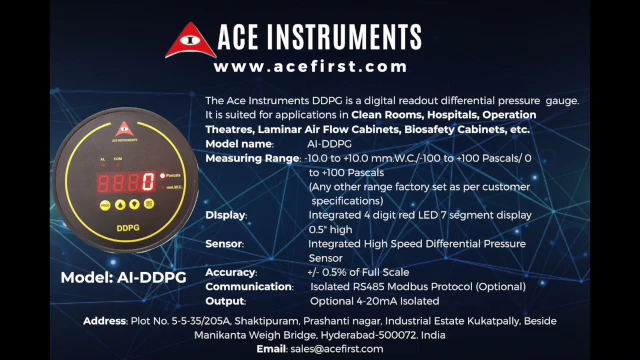 ACE INSTRUMENTS
www.acefirst.com
The Ace Instruments DDPG is a digital readout differential pressure gauge.
It is suited for applications in Clean Rooms, Hospitals, Operation
Theatres, Laminar Air Flow Cabinets, Biosafety Cabinets, etc.
Model name: AI-DDPG
Measuring Range: -10.0 to +10.0 mm.W.C./-100 to +100 Pascals/ 0
to +100 Pascals
(Any other range factory set as per customer
specifications)
Display: Integrated 4 digit red LED 7 segment display
0.5" high
Sensor: Integrated High Speed Differential Pressure
Sensor
Accuracy: +/- 0.5% of Full Scale
Communication: Isolated RS485 Modbus Protocol (Optional)
Output: Optional 4-20mA Isolated
ACE INSTRUMENTS
AL COM
0
Pascals
mm.W.C.
DDPG
Model: AI-DDPG
Address: Plot No. 5-5-35/205A, Shaktipuram, Prashanti nagar, Industrial Estate Kukatpally, Beside
Manikanta Weigh Bridge, Hyderabad-500072. India
Email: sales@acefirst.com